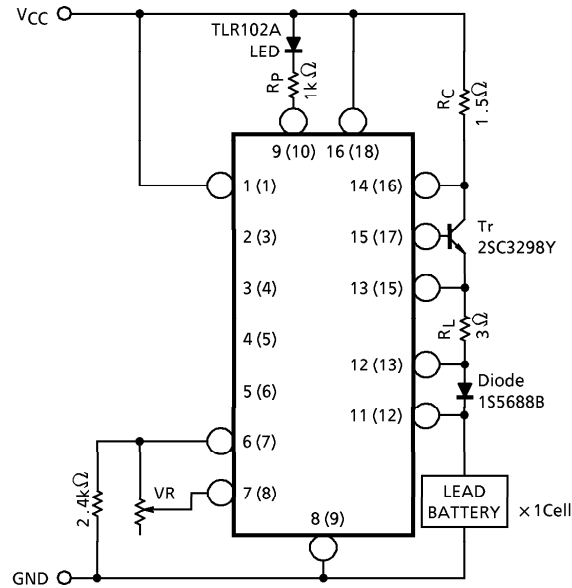 VCC
TLR102A
LED
RP
1kΩ
RC
1.5Ω
9 (10) 16 (18)
1 (1) 14 (16)
2 (3) 15 (17)
Tr
2SC3298Y
3 (4) 13 (15)
RL
3Ω
4 (5) 12 (13)
Diode
1S5688B
5 (6) 11 (12)
6 (7)
2.4kΩ
VR
7 (8)
LEAD
BATTERY
×1Cell
8 (9)
GND